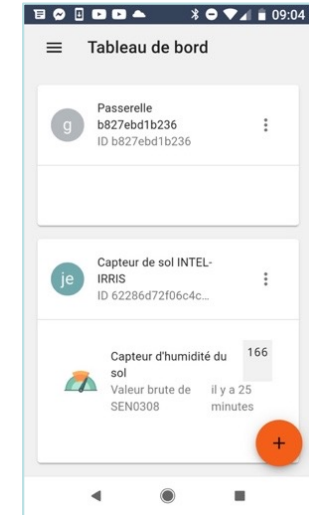 09:04
Tableau de bord
g
Passerelle
b827ebd1b236
ID b827ebd1b236
je
Capteur de sol INTEL-
IRRIS
ID 62286d72f06c4c...
Capteur d'humidité du
sol
166
Valeur brute de
SEN0308
il y a 25
minutes
+